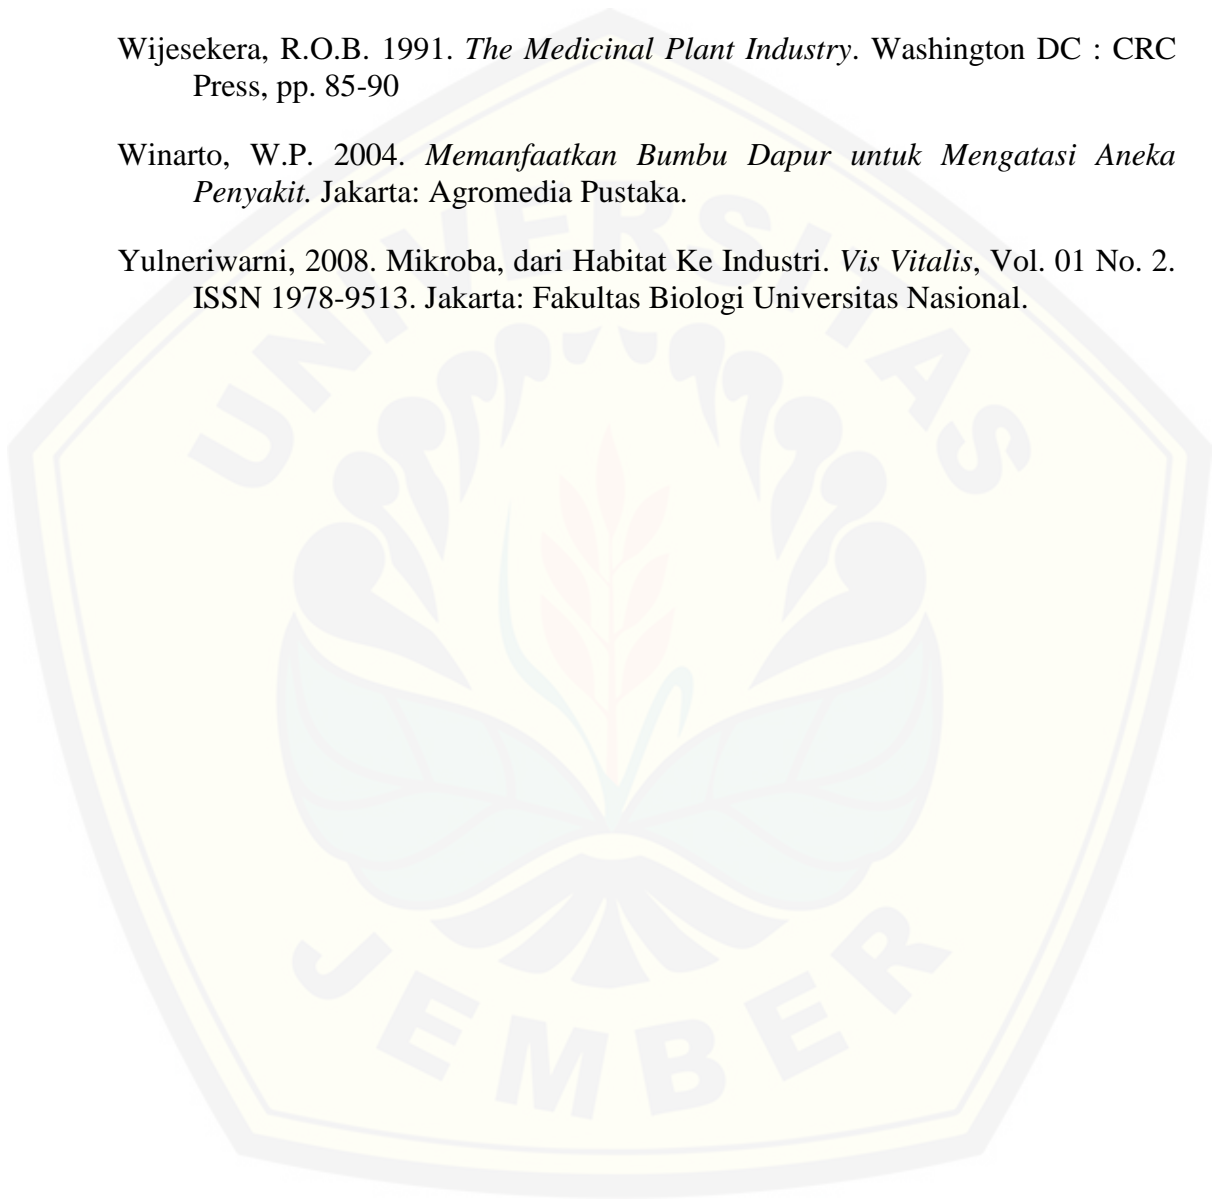 Wijesekera, R.O.B. 1991. The Medicinal Plant Industry. Washington DC : CRC
Press, pp. 85-90
Winarto, W.P. 2004. Memanfaatkan Bumbu Dapur untuk Mengatasi Aneka
Penyakit. Jakarta: Agromedia Pustaka.
Yulneriwarni, 2008. Mikroba, dari Habitat Ke Industri. Vis Vitalis, Vol. 01 No. 2.
ISSN 1978-9513. Jakarta: Fakultas Biologi Universitas Nasional.
UNIVERSITAS
JEMBER